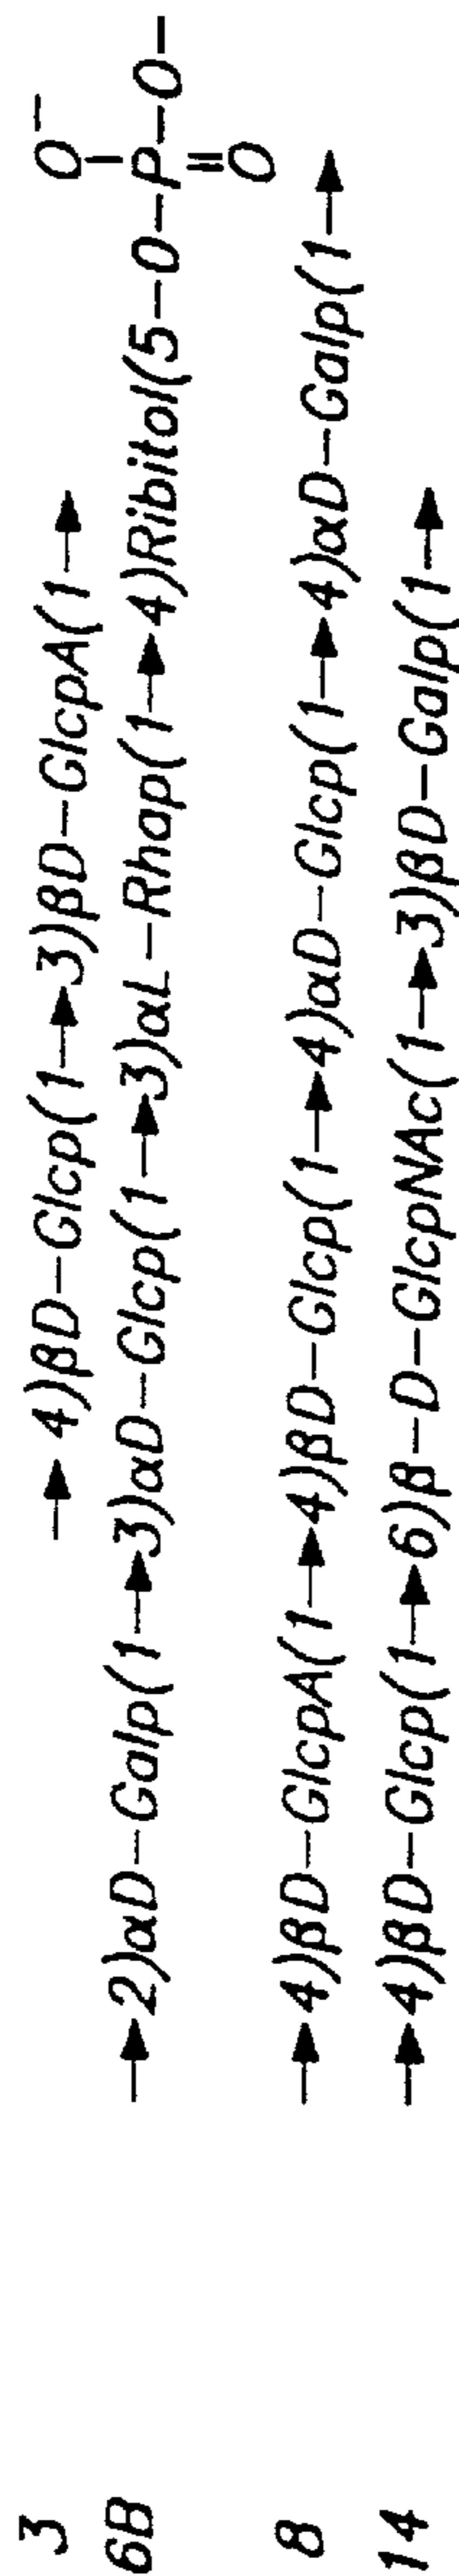 3 → 4)βD–Glcp(1→3)βD–GlcpA(1→
O⁻
6B →2)αD–Galp(1→3)αD–Glcp(1→3)αL–Rhap(1→4)Ribitol(5–O–P–O–
O
8 →4)βD–GlcpA(1→4)βD–Glcp(1→4)αD–Glcp(1→4)αD–Galp(1→
14 →4)βD–Glcp(1→6)β–D–GlcpNAc(1→3)βD–Galp(1→